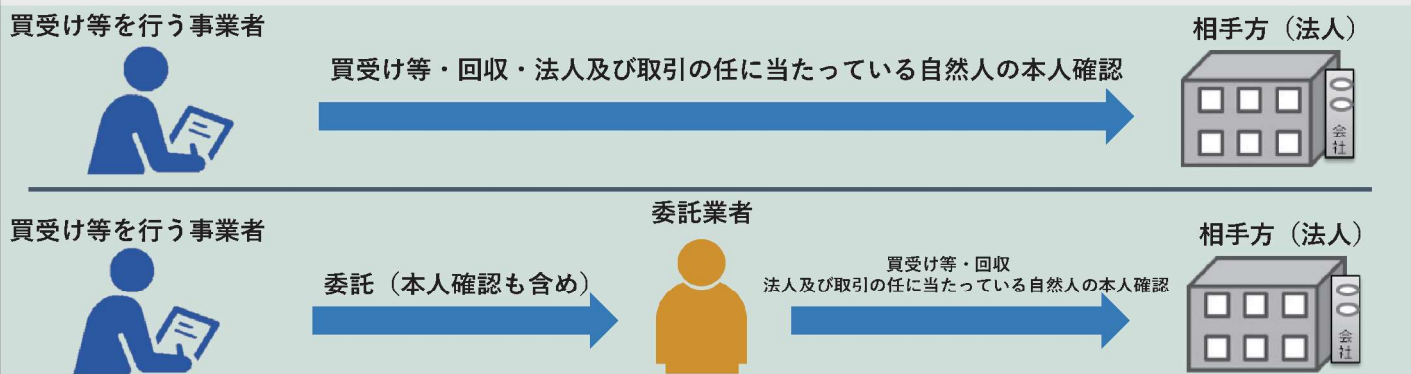 買受け等を行う事業者
相手方（法人）
買受け等・回収・法人及び取引の任に当たっている自然人の本人確認
会社
買受け等を行う事業者
委託業者
相手方（法人）
委託（本人確認も含め）
買受け等・回収
法人及び取引の任に当たっている自然人の本人確認
会社